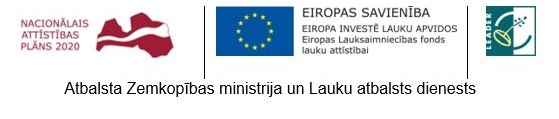 NACIONĀLAIS
ATTĪSTĪBAS
PLĀNS 2020
EIROPAS SAVIENĪBA
EIROPA INVESTĒ LAUKU APVIDOS
Eiropas Lauksaimniecības fonds
lauku attīstībai
LEADER
Atbalsta Zemkopības ministrija un Lauku atbalsts dienests